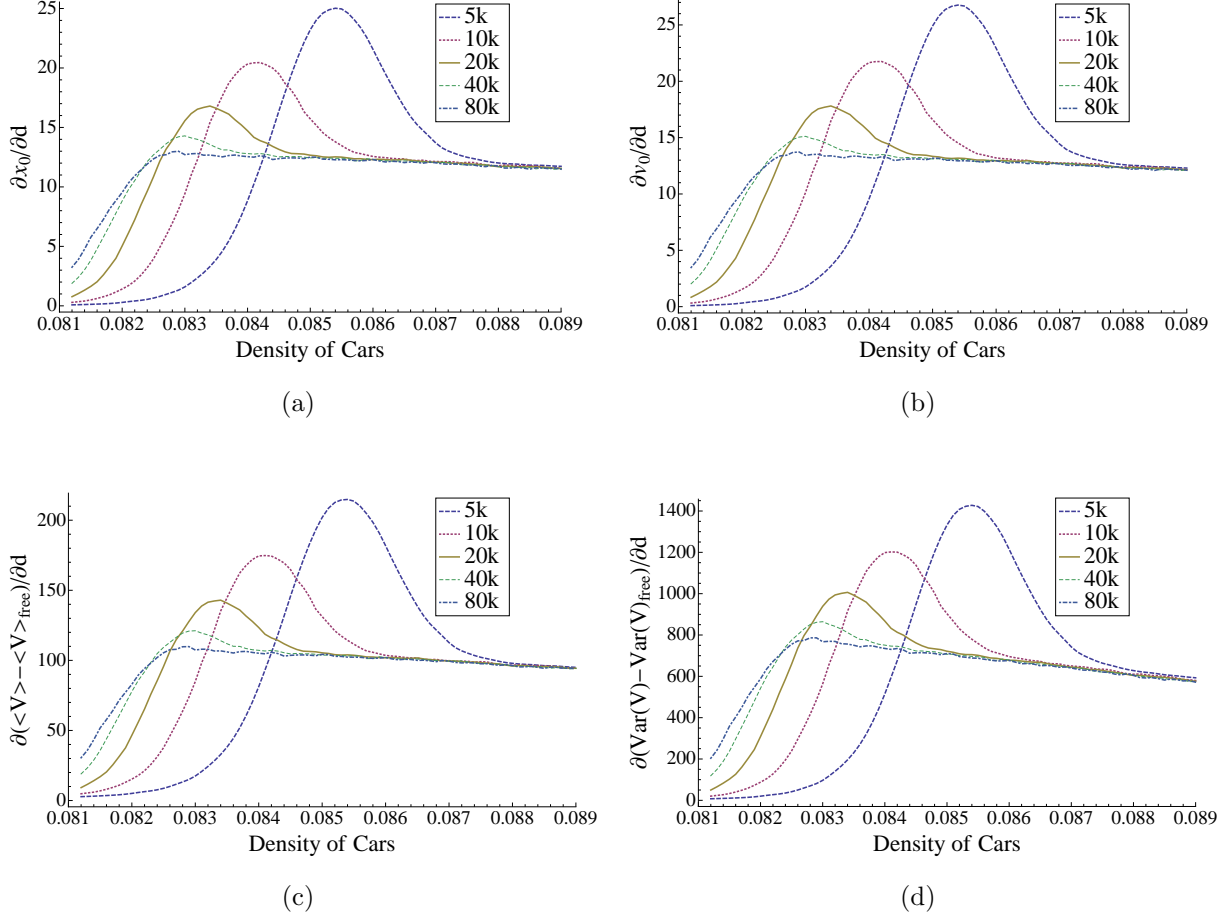 5k
10k
20k
40k
80k
25
20
15
10
5
0
∂x₀/∂d
0.081 0.082 0.083 0.084 0.085 0.086 0.087 0.088 0.089
Density of Cars
(a)
5k
10k
20k
40k
80k
25
20
15
10
5
0
∂v₀/∂d
0.081 0.082 0.083 0.084 0.085 0.086 0.087 0.088 0.089
Density of Cars
(b)
5k
10k
20k
40k
80k
200
150
100
50
0
∂(<V>−<V>free)/∂d
0.081 0.082 0.083 0.084 0.085 0.086 0.087 0.088 0.089
Density of Cars
(c)
5k
10k
20k
40k
80k
1400
1200
1000
800
600
400
200
0
∂(Var(V)−Var(V)free)/∂d
0.081 0.082 0.083 0.084 0.085 0.086 0.087 0.088 0.089
Density of Cars
(d)